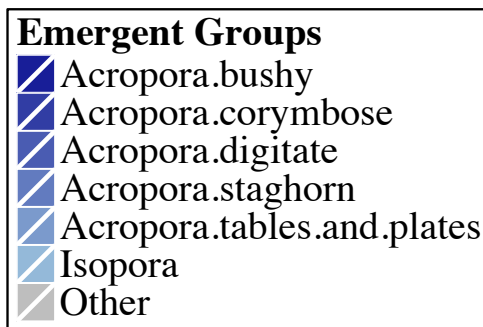 Emergent Groups
Acropora.bushy
Acropora.corymbose
Acropora.digitate
Acropora.staghorn
Acropora.tables.and.plates
Isopora
Other